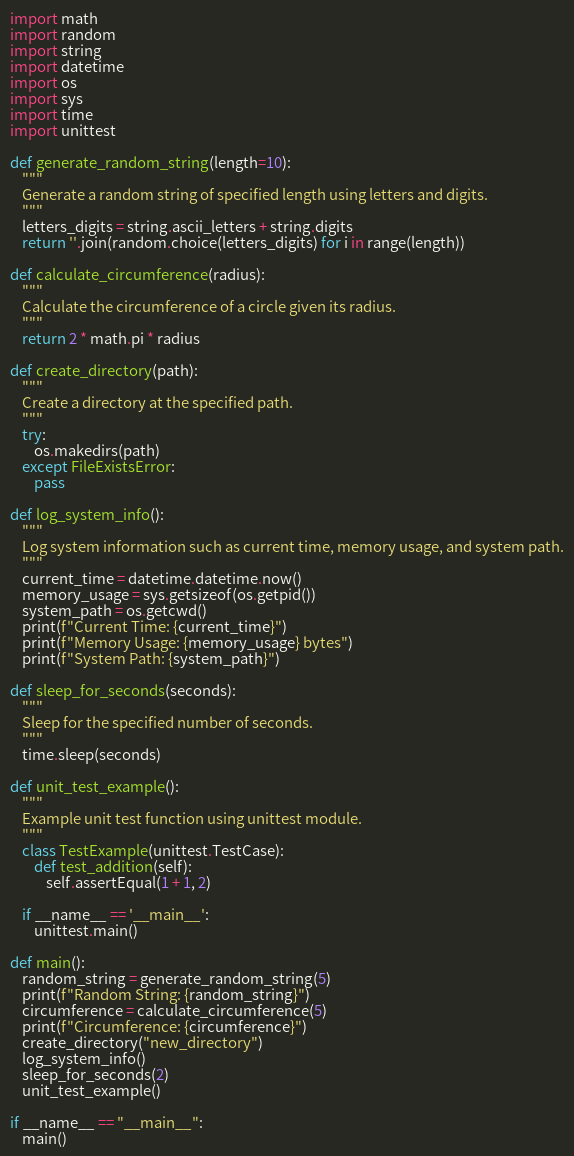 import math
import random
import string
import datetime
import os
import sys
import time
import unittest

def generate_random_string(length=10):
    """
    Generate a random string of specified length using letters and digits.
    """
    letters_digits = string.ascii_letters + string.digits
    return ''.join(random.choice(letters_digits) for i in range(length))

def calculate_circumference(radius):
    """
    Calculate the circumference of a circle given its radius.
    """
    return 2 * math.pi * radius

def create_directory(path):
    """
    Create a directory at the specified path.
    """
    try:
        os.makedirs(path)
    except FileExistsError:
        pass

def log_system_info():
    """
    Log system information such as current time, memory usage, and system path.
    """
    current_time = datetime.datetime.now()
    memory_usage = sys.getsizeof(os.getpid())
    system_path = os.getcwd()
    print(f"Current Time: {current_time}")
    print(f"Memory Usage: {memory_usage} bytes")
    print(f"System Path: {system_path}")

def sleep_for_seconds(seconds):
    """
    Sleep for the specified number of seconds.
    """
    time.sleep(seconds)

def unit_test_example():
    """
    Example unit test function using unittest module.
    """
    class TestExample(unittest.TestCase):
        def test_addition(self):
            self.assertEqual(1 + 1, 2)

    if __name__ == '__main__':
        unittest.main()

def main():
    random_string = generate_random_string(5)
    print(f"Random String: {random_string}")
    circumference = calculate_circumference(5)
    print(f"Circumference: {circumference}")
    create_directory("new_directory")
    log_system_info()
    sleep_for_seconds(2)
    unit_test_example()

if __name__ == "__main__":
    main()